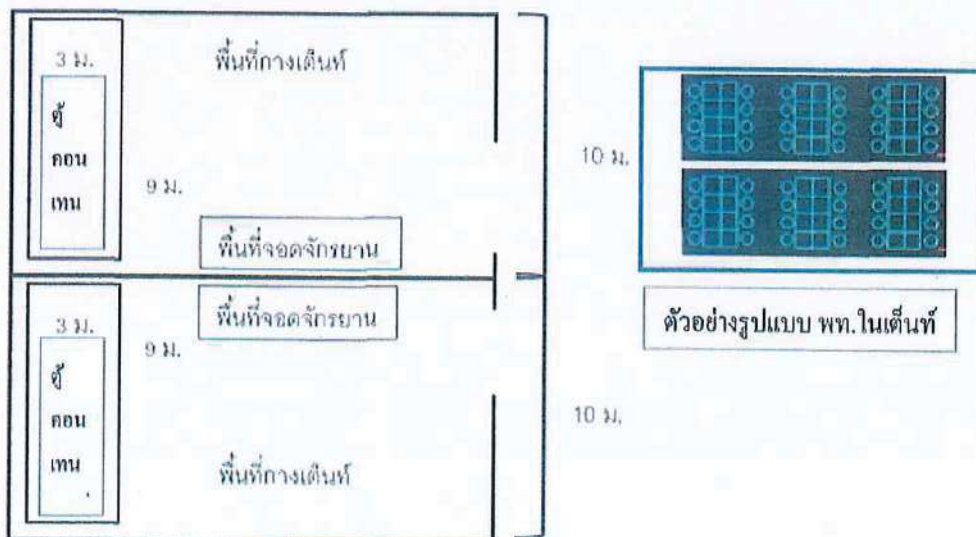 3 ม.
พื้นที่กางเต็นท์
ตู้
คอน
เทน
9 ม.
10 ม.
พื้นที่จอดจักรยาน
พื้นที่จอดจักรยาน
3 ม.
9 ม.
ตัวอย่างรูปแบบ พท.ในเต็นท์
ตู้
คอน
เทน
10 ม.
พื้นที่กางเต็นท์